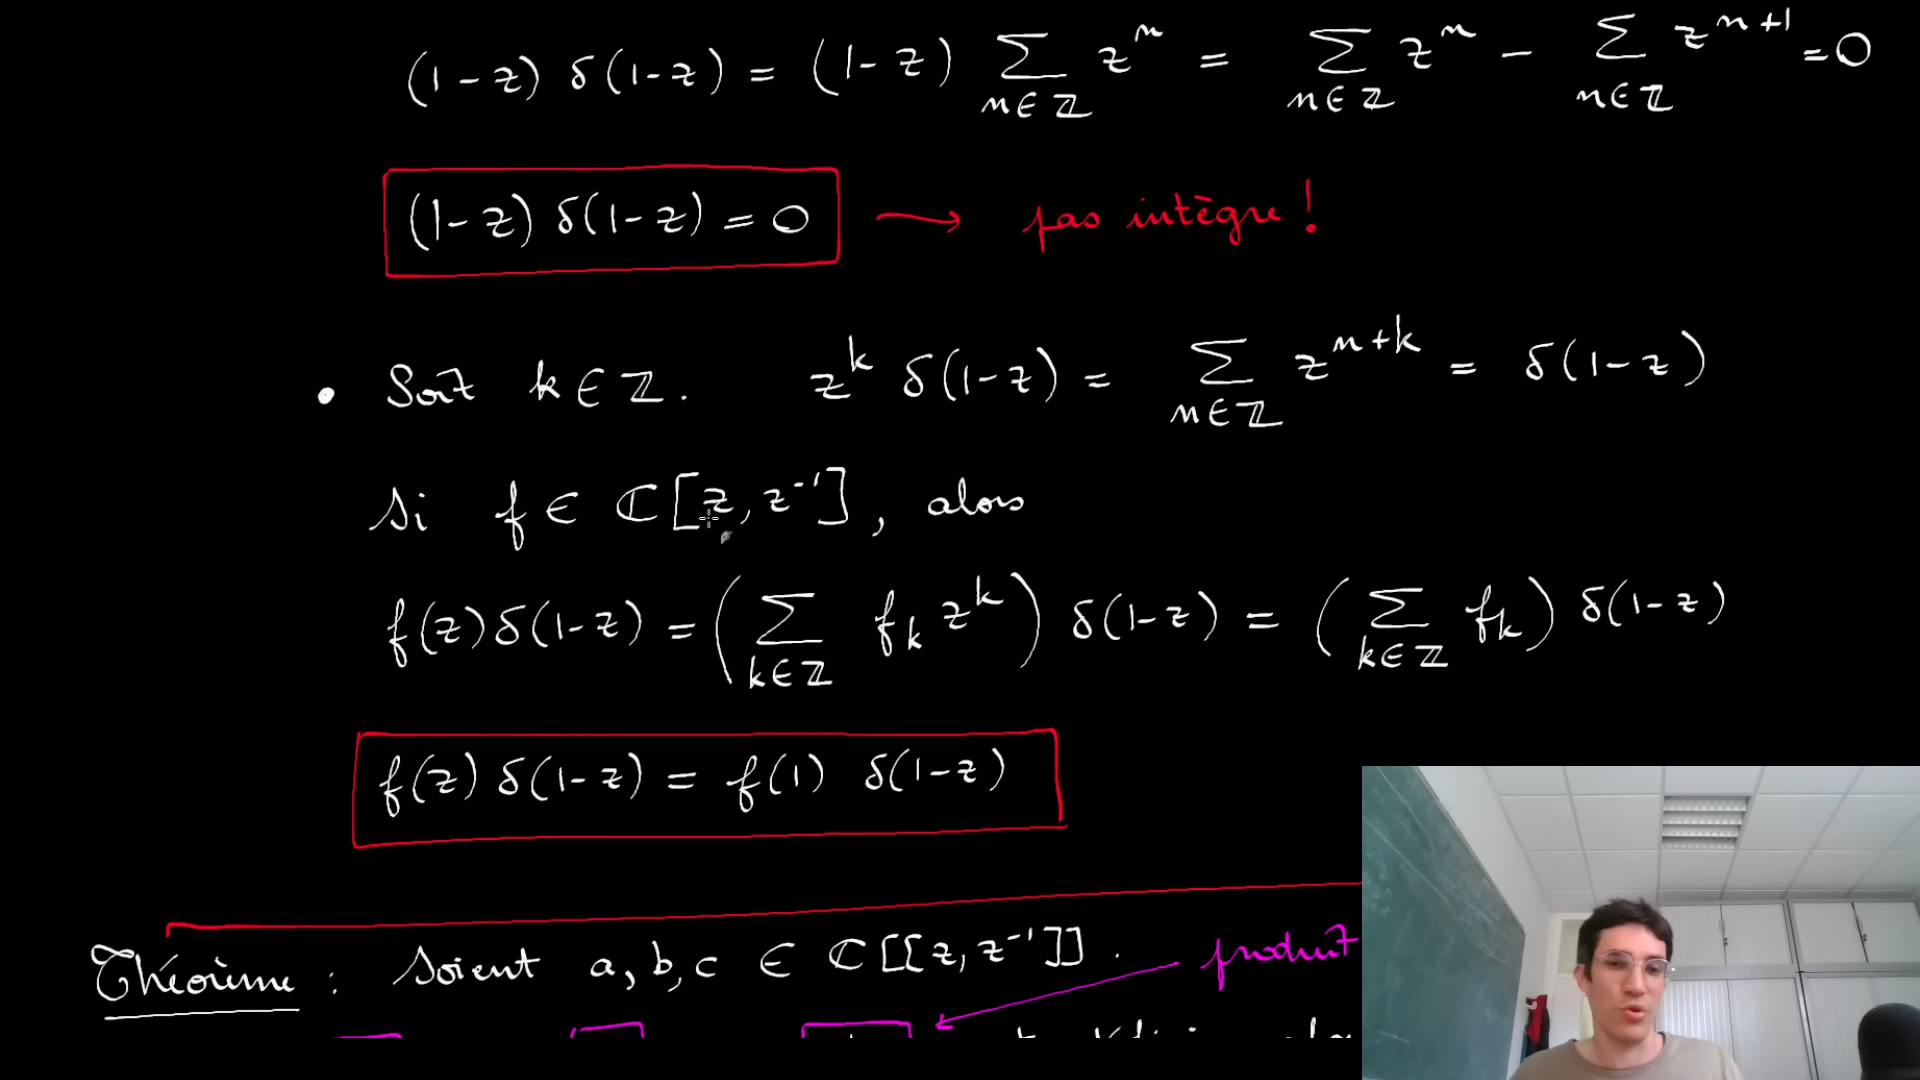 (1-z) δ(1-z) = (1-z) ∑_{n∈ℤ} z^n = ∑_{n∈ℤ} z^n - ∑_{n∈ℤ} z^{n+1} = 0
(1-z) δ(1-z) = 0 → pas intègre !
• Soit k ∈ ℤ. z^k δ(1-z) = ∑_{n∈ℤ} z^{n+k} = δ(1-z)
Si f ∈ ℂ[z, z^{-1}], alors
f(z) δ(1-z) = (∑_{k∈ℤ} f_k z^k) δ(1-z) = (∑_{k∈ℤ} f_k) δ(1-z)
f(z) δ(1-z) = f(1) δ(1-z)
Théorème : Soient a, b, c ∈ ℂ[[z, z^{-1}]]. produit